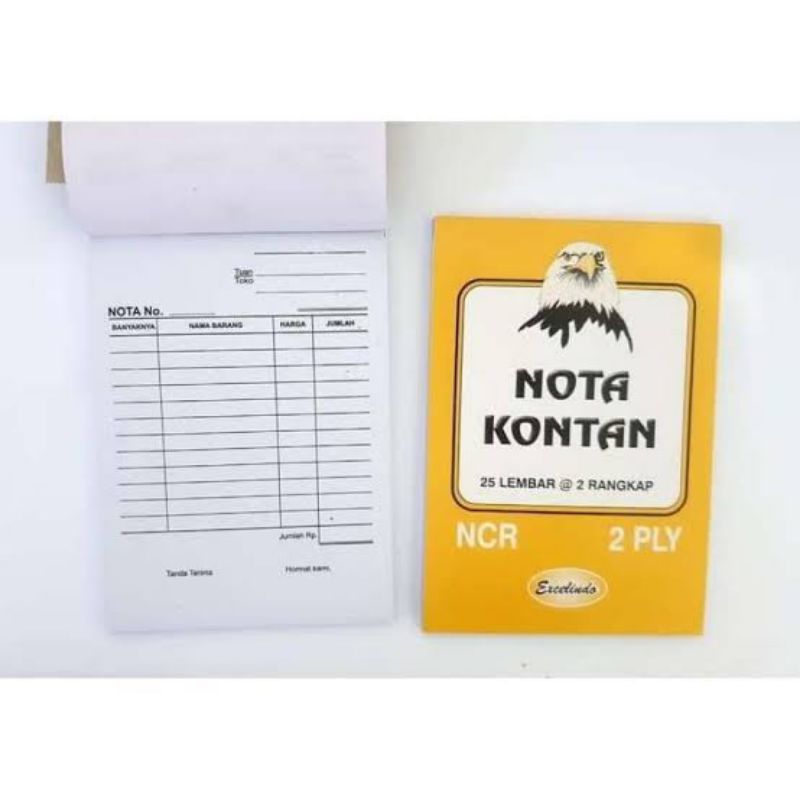 Tuan
Toko
NOTA No.
BANYAKNYA NAMA BARANG HARGA JUMLAH
Jumlah Rp.
Tanda Terima Hormat kami,
NOTA
KONTAN
25 LEMBAR @ 2 RANGKAP
NCR 2 PLY
Excelindo